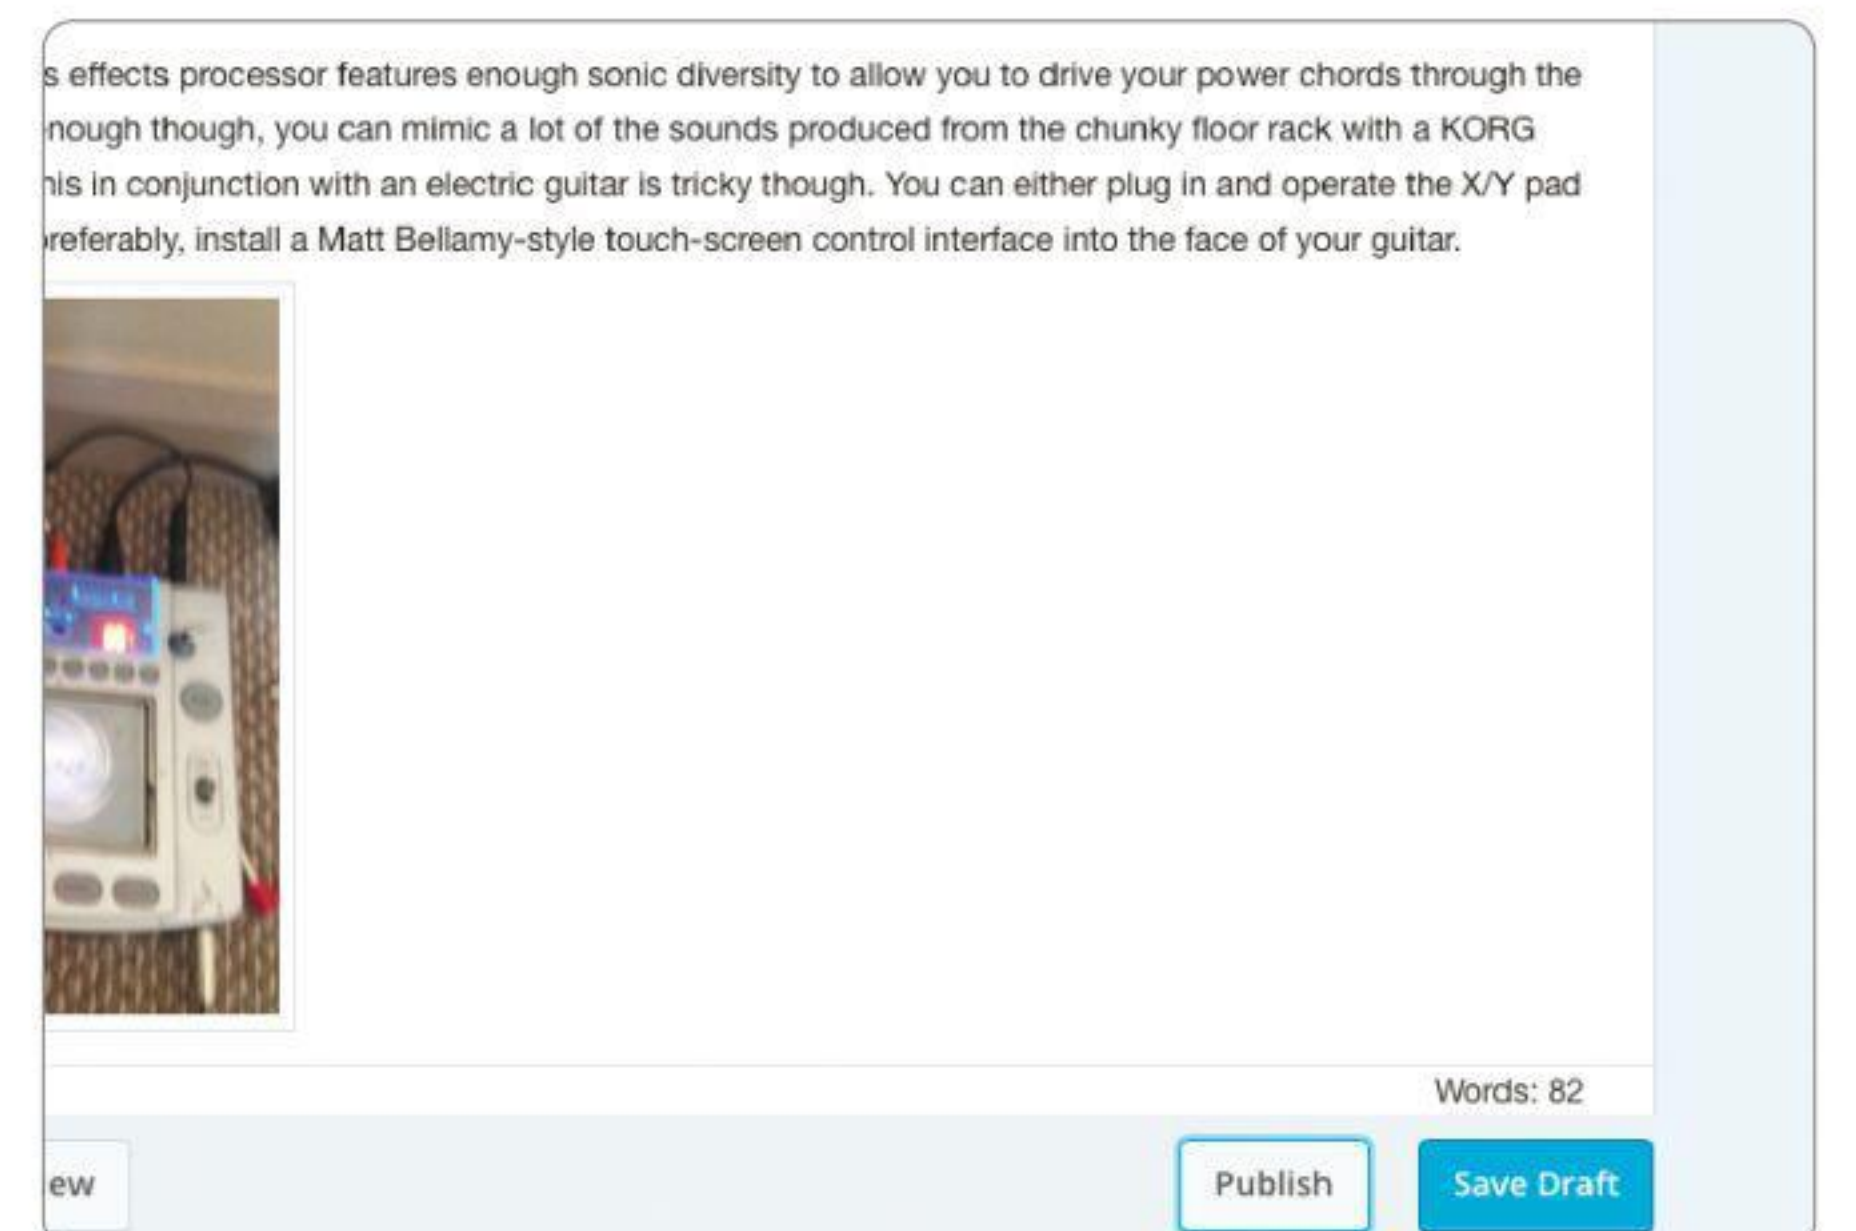 s effects processor features enough sonic diversity to allow you to drive your power chords through the
nough though, you can mimic a lot of the sounds produced from the chunky floor rack with a KORG
his in conjunction with an electric guitar is tricky though. You can either plug in and operate the X/Y pad
referably, install a Matt Bellamy-style touch-screen control interface into the face of your guitar.
Words: 82
ew
Publish
Save Draft